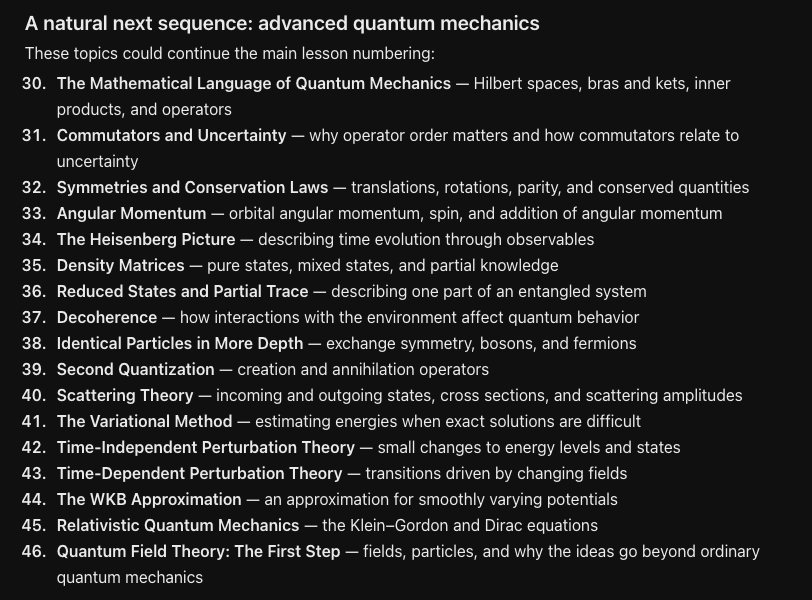 A natural next sequence: advanced quantum mechanics
These topics could continue the main lesson numbering:
30. The Mathematical Language of Quantum Mechanics — Hilbert spaces, bras and kets, inner
products, and operators
31. Commutators and Uncertainty — why operator order matters and how commutators relate to
uncertainty
32. Symmetries and Conservation Laws — translations, rotations, parity, and conserved quantities
33. Angular Momentum — orbital angular momentum, spin, and addition of angular momentum
34. The Heisenberg Picture — describing time evolution through observables
35. Density Matrices — pure states, mixed states, and partial knowledge
36. Reduced States and Partial Trace — describing one part of an entangled system
37. Decoherence — how interactions with the environment affect quantum behavior
38. Identical Particles in More Depth — exchange symmetry, bosons, and fermions
39. Second Quantization — creation and annihilation operators
40. Scattering Theory — incoming and outgoing states, cross sections, and scattering amplitudes
41. The Variational Method — estimating energies when exact solutions are difficult
42. Time-Independent Perturbation Theory — small changes to energy levels and states
43. Time-Dependent Perturbation Theory — transitions driven by changing fields
44. The WKB Approximation — an approximation for smoothly varying potentials
45. Relativistic Quantum Mechanics — the Klein–Gordon and Dirac equations
46. Quantum Field Theory: The First Step — fields, particles, and why the ideas go beyond ordinary
quantum mechanics